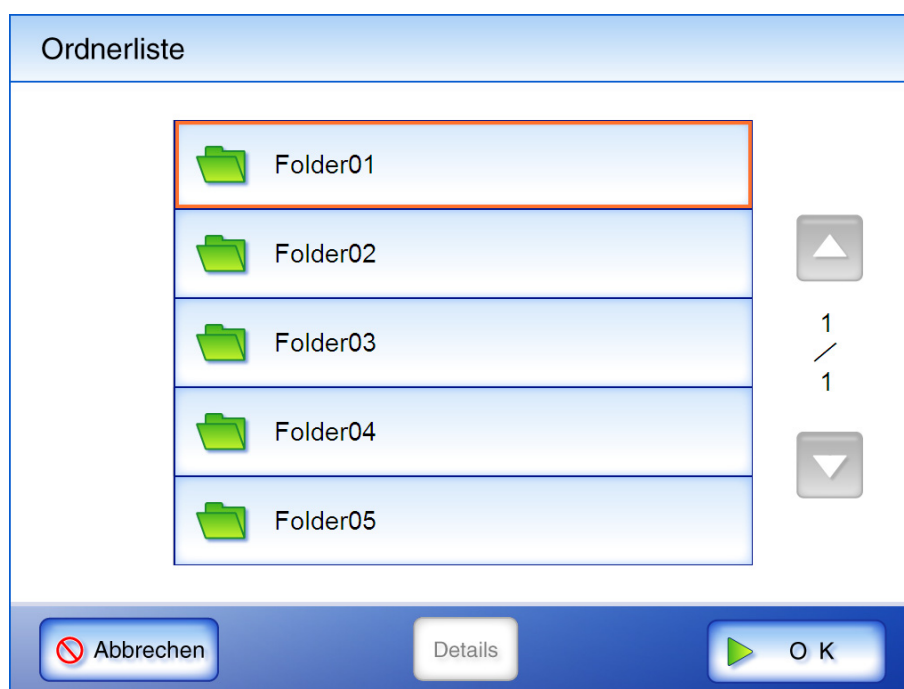 Ordnerliste
Folder01
Folder02
Folder03
Folder04
Folder05
1
/
1
Abbrechen
Details
O K